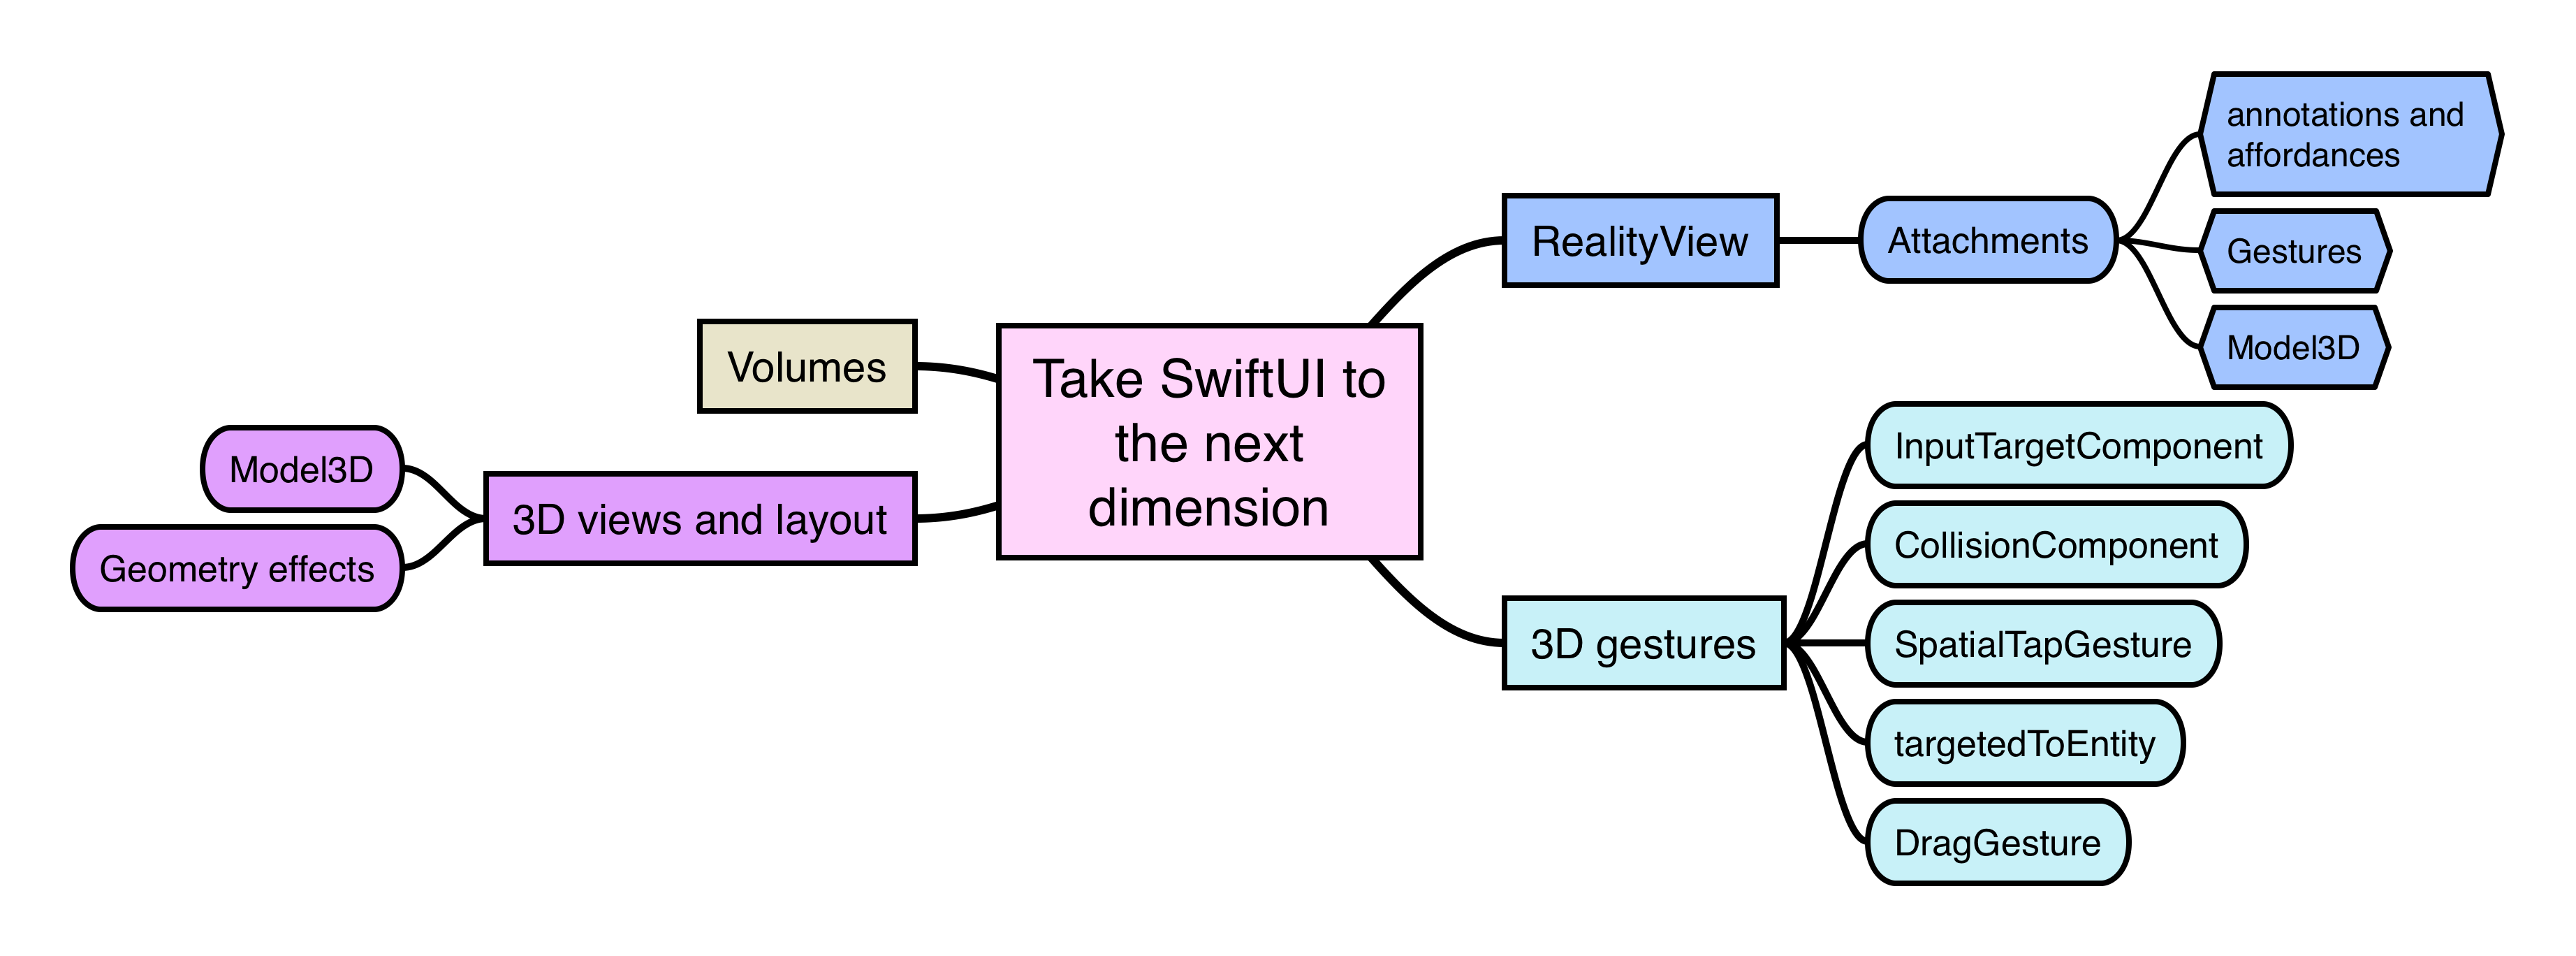 Take SwiftUI to
the next
dimension
Volumes
3D views and layout
Model3D
Geometry effects
RealityView
Attachments
annotations and
affordances
Gestures
Model3D
3D gestures
InputTargetComponent
CollisionComponent
SpatialTapGesture
targetedToEntity
DragGesture